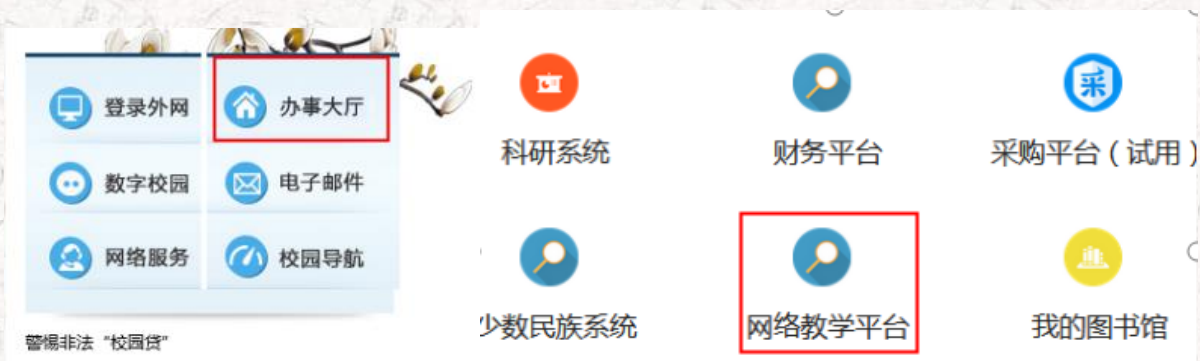 登录外网
办事大厅
数字校园
电子邮件
网络服务
校园导航
警惕非法“校园贷”
科研系统
财务平台
采
采购平台（试用）
少数民族系统
网络教学平台
我的图书馆